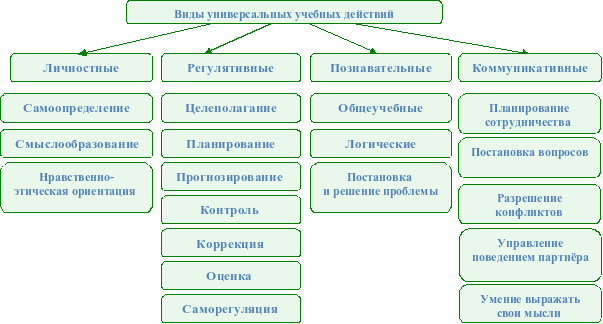 Виды универсальных учебных действий
Личностные
Самоопределение
Смыслообразование
Нравственно-
этическая ориентация
Регулятивные
Целеполагание
Планирование
Прогнозирование
Контроль
Коррекция
Оценка
Саморегуляция
Познавательные
Общеучебные
Логические
Постановка
и решение проблемы
Коммуникативные
Планирование
сотрудничества
Постановка вопросов
Разрешение
конфликтов
Управление
поведением партнёра
Умение выражать
свои мысли